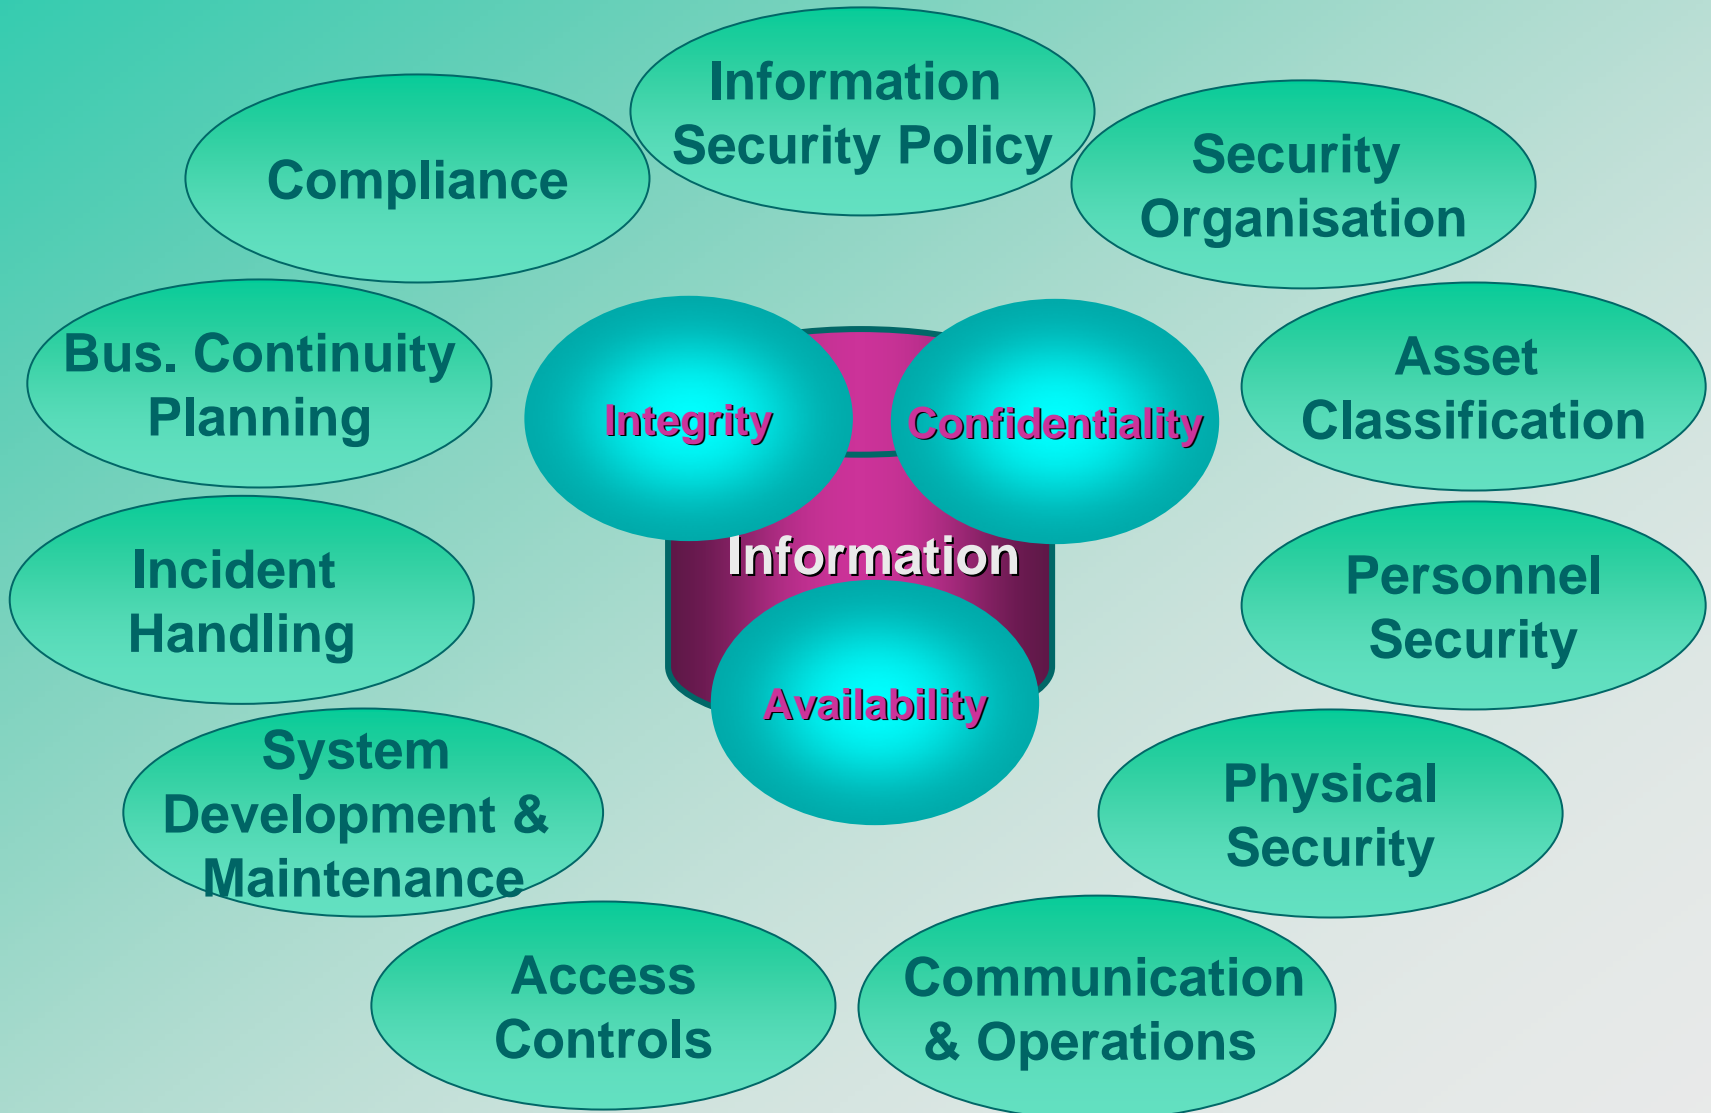 Information
Security Policy
Security
Organisation
Asset
Classification
Personnel
Security
Physical
Security
Communication
& Operations
Access
Controls
System
Development &
Maintenance
Incident
Handling
Bus. Continuity
Planning
Compliance
Integrity
Confidentiality
Information
Availability